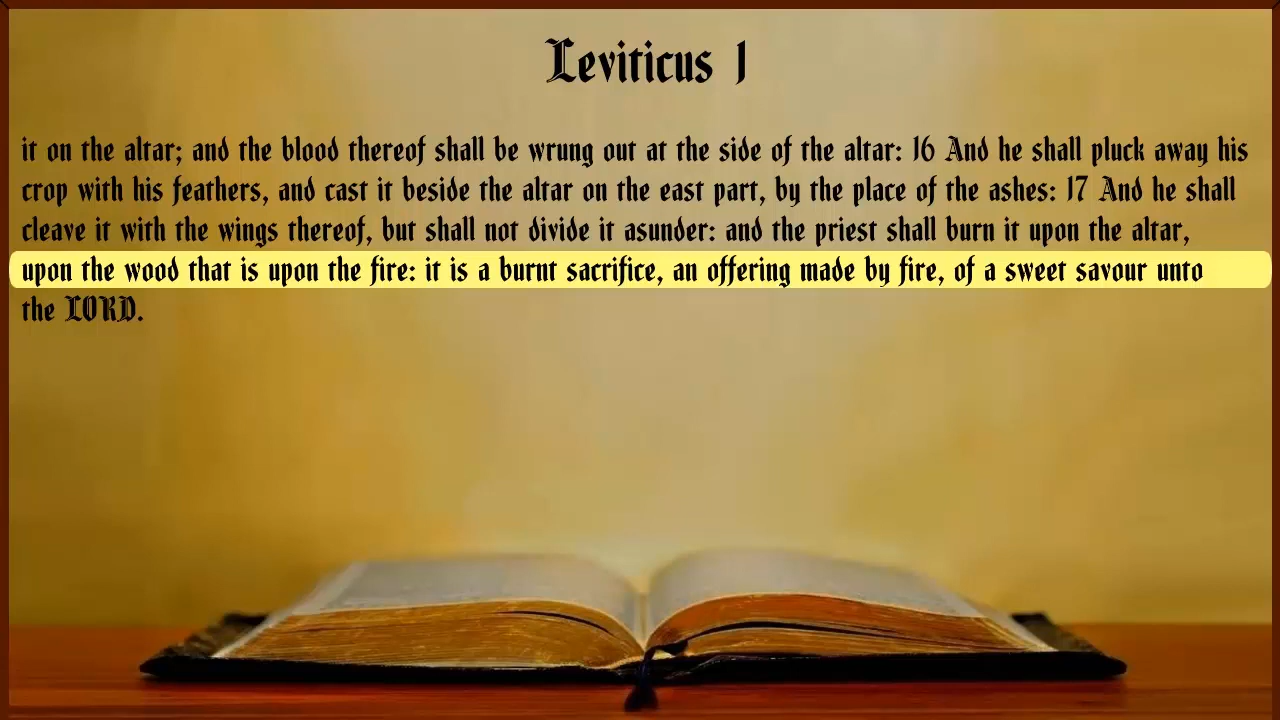 Leviticus 1
it on the altar; and the blood thereof shall be wrung out at the side of the altar: 16 And he shall pluck away his
crop with his feathers, and cast it beside the altar on the east part, by the place of the ashes: 17 And he shall
cleave it with the wings thereof, but shall not divide it asunder: and the priest shall burn it upon the altar,
upon the wood that is upon the fire: it is a burnt sacrifice, an offering made by fire, of a sweet savour unto
the LORD.